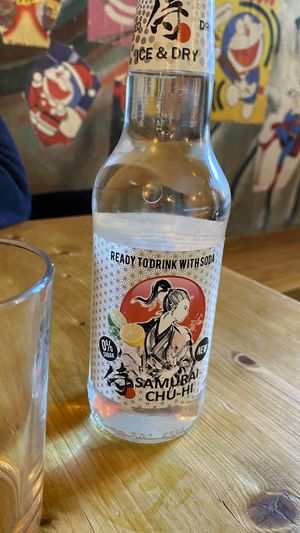 侍
ICE & DRY
READY TO DRINK WITH SODA
0%
SUGAR
NEW
侍 SAMURAI
CHU-HI